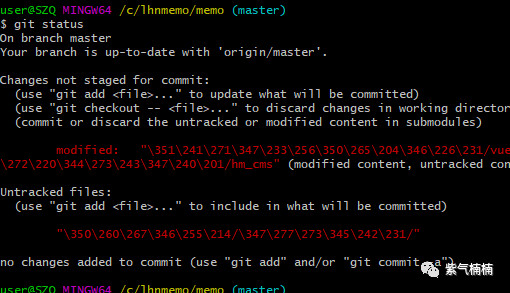 user@SZQ MINGW64 /c/lhnmemo/memo (master)
$ git status
On branch master
Your branch is up-to-date with 'origin/master'.
Changes not staged for commit:
(use "git add <file>..." to update what will be committed)
(use "git checkout -- <file>..." to discard changes in working director
(commit or discard the untracked or modified content in submodules)
modified: "\351\241\271\347\233\256\350\265\204\346\226\231/vue
\272\220\344\273\243\347\240\201/hm_cms" (modified content, untracked con
Untracked files:
(use "git add <file>..." to include in what will be committed)
"\350\260\267\346\255\214/\347\277\273\345\242\231/"
no changes added to commit (use "git add" and/or "git commit -a")
紫气楠楠
user@SZQ MINGW64 /c/lhnmemo/memo (master)